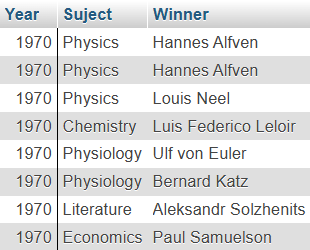 Year Suject Winner
1970 Physics Hannes Alfven
1970 Physics Hannes Alfven
1970 Physics Louis Neel
1970 Chemistry Luis Federico Leloir
1970 Physiology Ulf von Euler
1970 Physiology Bernard Katz
1970 Literature Aleksandr Solzhenits
1970 Economics Paul Samuelson